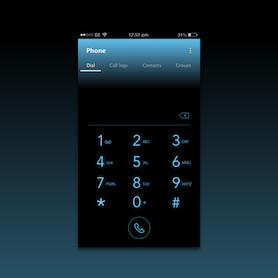 EE 12:53 pm 31%
Phone
Dial Call logs Contacts Groups
1 2 ABC 3 DEF
4 GHI 5 JKL 6 MNO
7 PQRS 8 TUV 9 WXYZ
* 0 + #